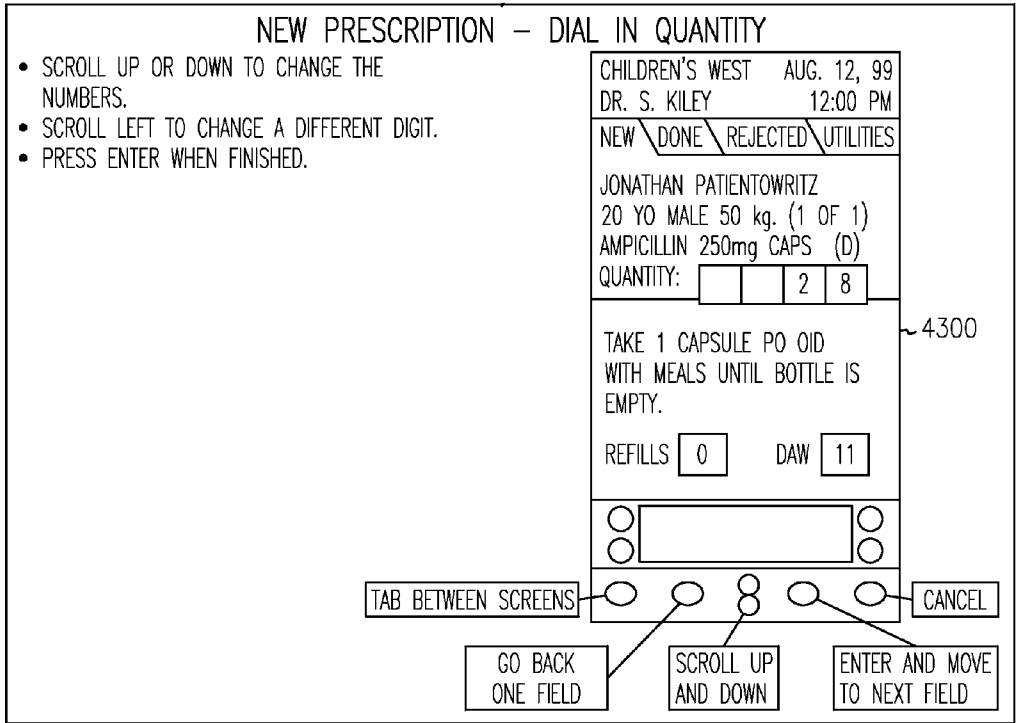 NEW PRESCRIPTION – DIAL IN QUANTITY
• SCROLL UP OR DOWN TO CHANGE THE
NUMBERS.
• SCROLL LEFT TO CHANGE A DIFFERENT DIGIT.
• PRESS ENTER WHEN FINISHED.
CHILDREN'S WEST AUG. 12, 99
DR. S. KILEY 12:00 PM
NEW DONE REJECTED UTILITIES
JONATHAN PATIENTOWRITZ
20 YO MALE 50 kg. (1 OF 1)
AMPICILLIN 250mg CAPS (D)
QUANTITY: 2 8
4300
TAKE 1 CAPSULE PO OID
WITH MEALS UNTIL BOTTLE IS
EMPTY.
REFILLS 0 DAW 11
TAB BETWEEN SCREENS
CANCEL
GO BACK
ONE FIELD
SCROLL UP
AND DOWN
ENTER AND MOVE
TO NEXT FIELD